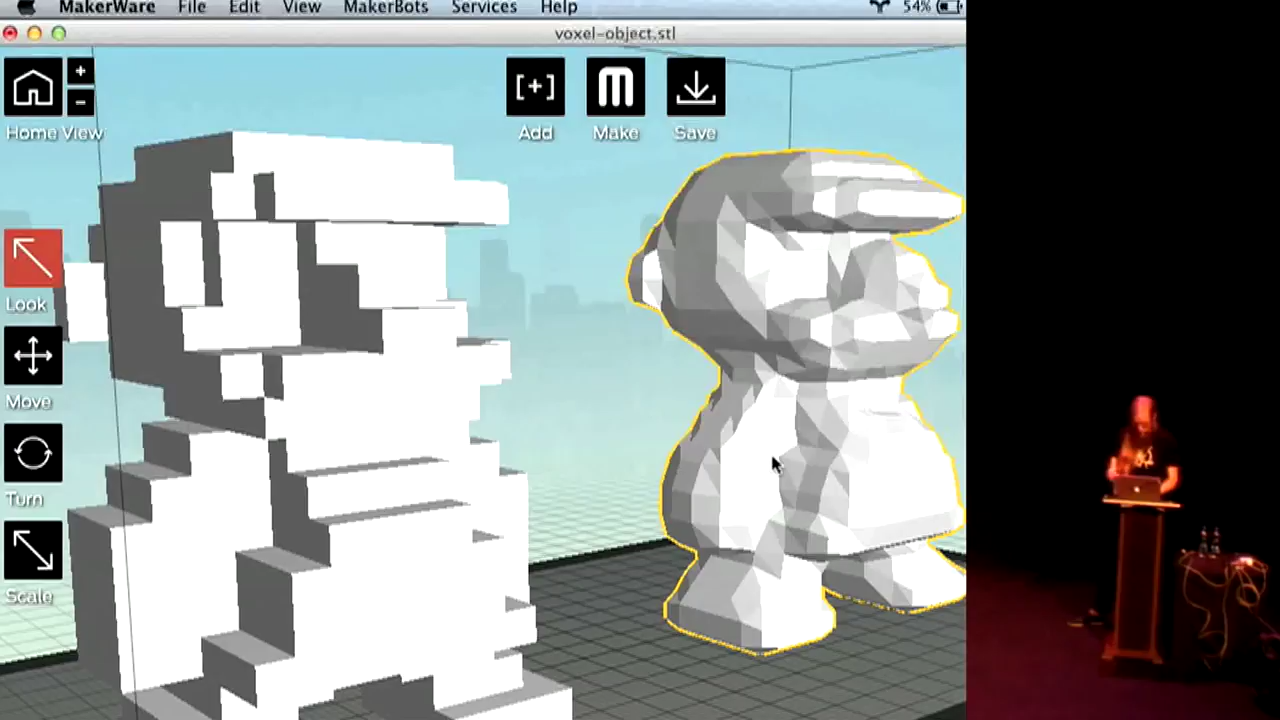 MakerWare File Edit View MakerBots Services Help 54%
voxel-object.stl
Home View
+
-
[+]
M
Add Make Save
Look
Move
Turn
Scale